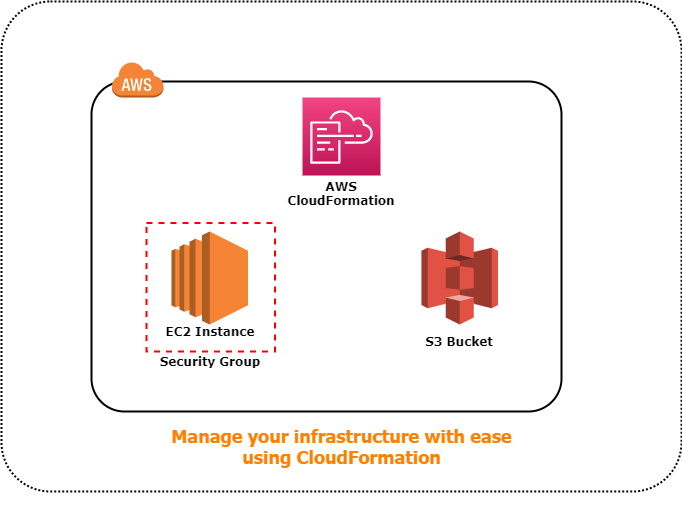 AWS
AWS
CloudFormation
EC2 Instance
Security Group
S3 Bucket
Manage your infrastructure with ease
using CloudFormation